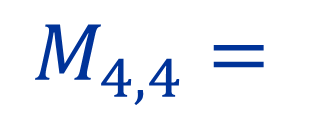 M₄,₄ =